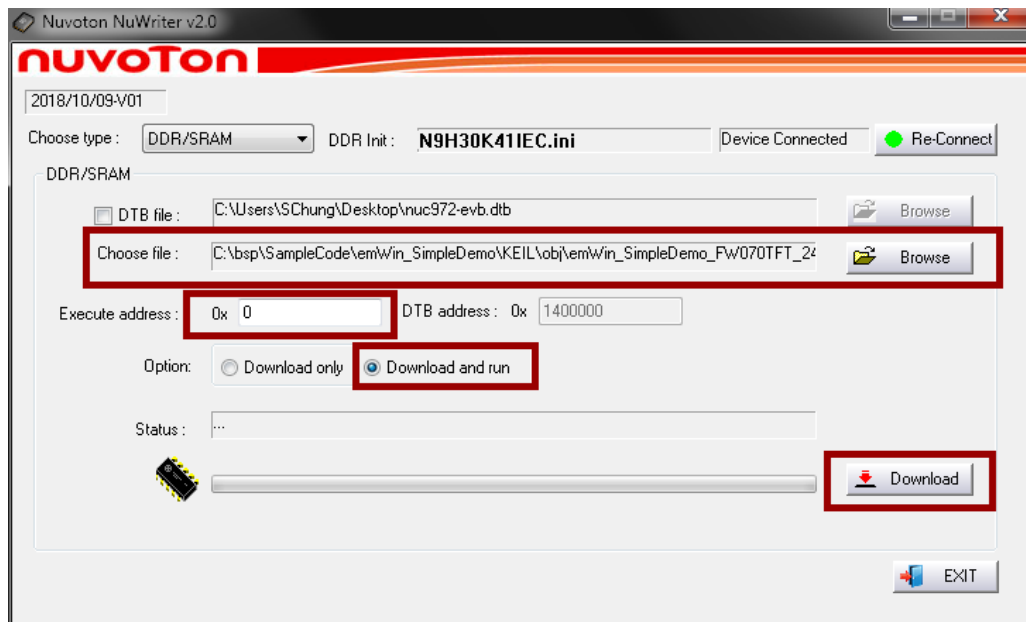 Nuvoton NuWriter v2.0
nuvoTon
2018/10/09-V01
Choose type : DDR/SRAM DDR Init : N9H30K41IEC.ini Device Connected Re-Connect
DDR/SRAM
DTB file : C:\Users\SChung\Desktop\nuc972-evb.dtb Browse
Choose file : C:\bsp\SampleCode\emWin_SimpleDemo\KEIL\obj\emWin_SimpleDemo_FW070TFT_24 Browse
Execute address : 0x 0 DTB address : 0x 1400000
Option: Download only Download and run
Status : ...
Download
EXIT